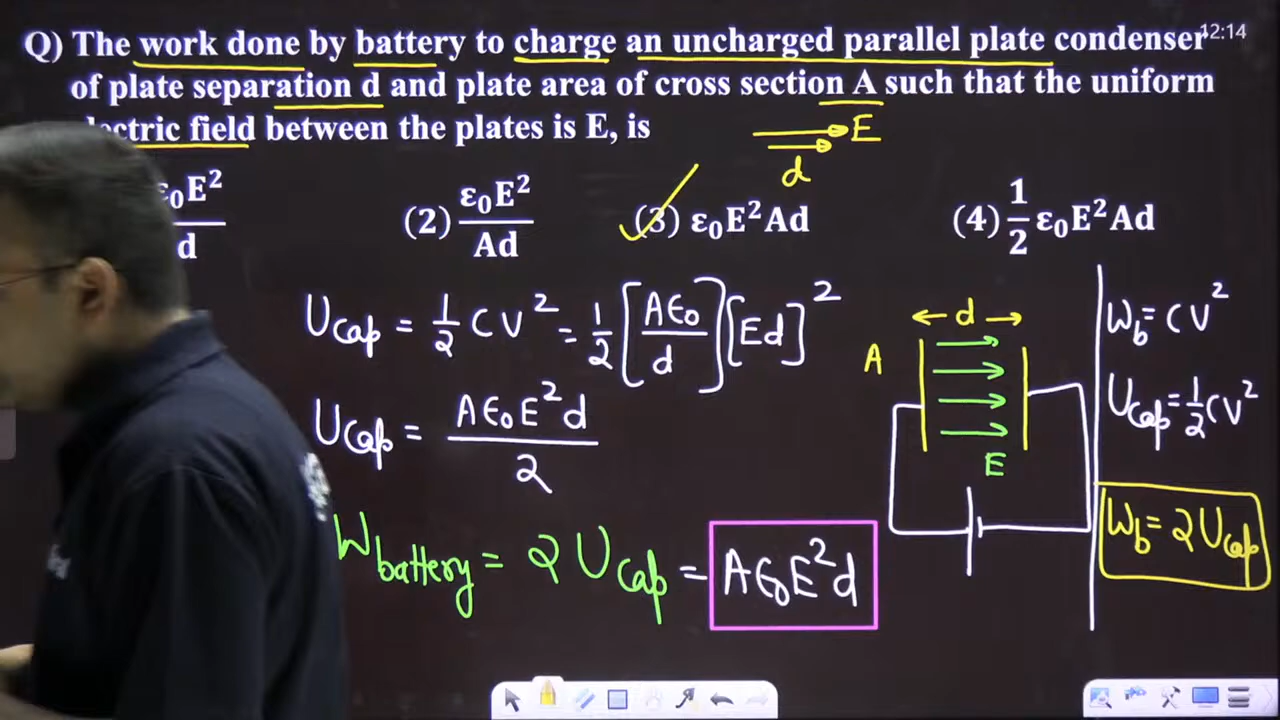 12:14
Q) The work done by battery to charge an uncharged parallel plate condenser
of plate separation d and plate area of cross section A such that the uniform
electric field between the plates is E, is
E
d
ε₀E²/d
(2) ε₀E²/Ad
(3) ε₀E²Ad
(4) 1/2 ε₀E²Ad
U_Cap = 1/2 CV² = 1/2 [Aε₀/d][Ed]²
U_Cap = Aε₀E²d/2
W_battery = 2 U_Cap = Aε₀E²d
d
A
E
W_b = CV²
U_Cap = 1/2 CV²
W_b = 2U_Cap